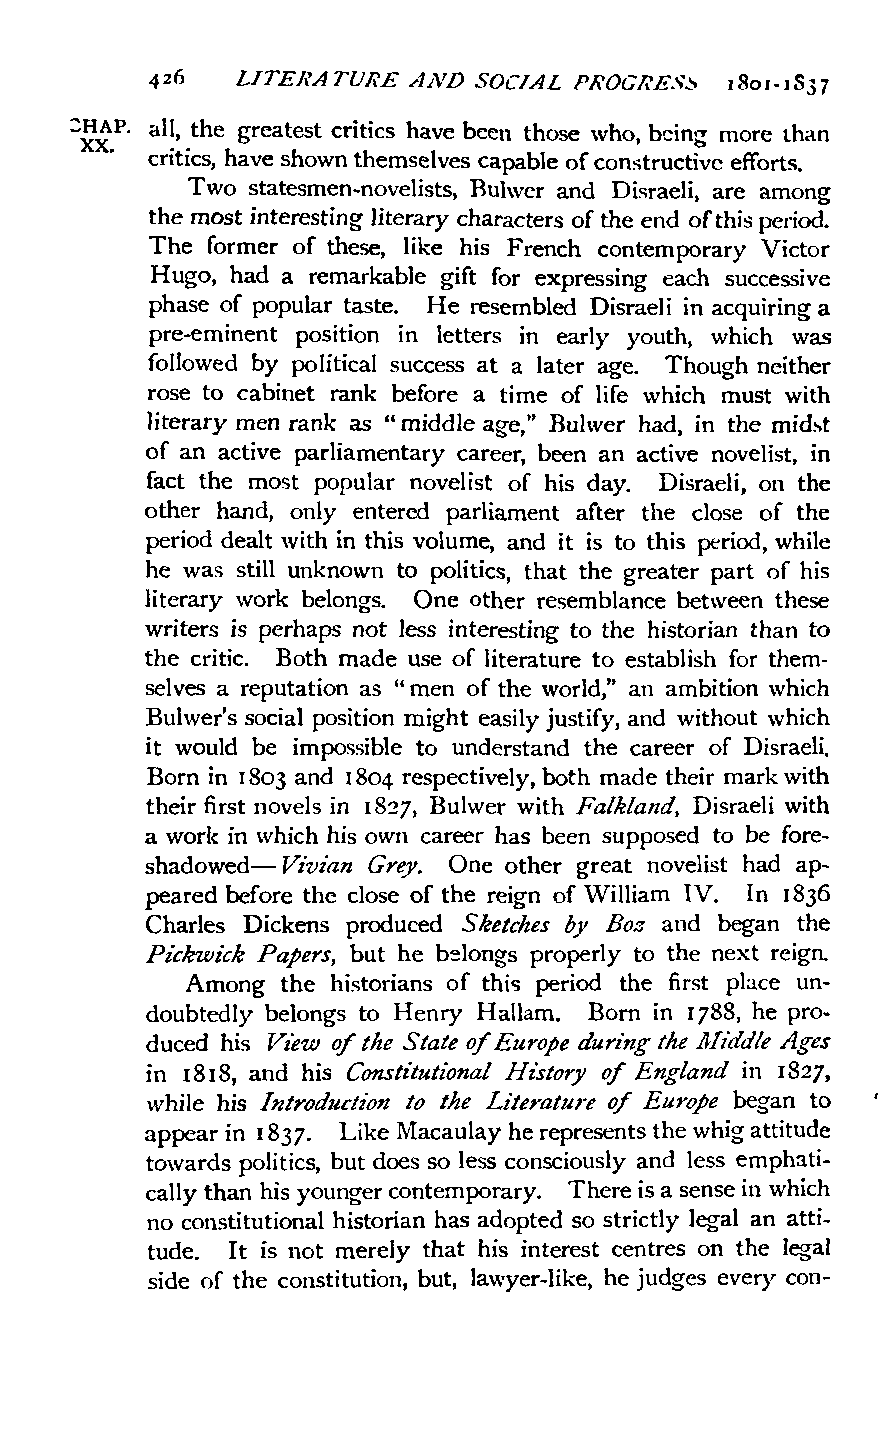 426 LITERATURE AND SOCIAL PROGRESS 1801-1837
CHAP. XX.
all, the greatest critics have been those who, being more than
critics, have shown themselves capable of constructive efforts.
Two statesmen-novelists, Bulwer and Disraeli, are among
the most interesting literary characters of the end of this period.
The former of these, like his French contemporary Victor
Hugo, had a remarkable gift for expressing each successive
phase of popular taste. He resembled Disraeli in acquiring a
pre-eminent position in letters in early youth, which was
followed by political success at a later age. Though neither
rose to cabinet rank before a time of life which must with
literary men rank as “middle age,” Bulwer had, in the midst
of an active parliamentary career, been an active novelist, in
fact the most popular novelist of his day. Disraeli, on the
other hand, only entered parliament after the close of the
period dealt with in this volume, and it is to this period, while
he was still unknown to politics, that the greater part of his
literary work belongs. One other resemblance between these
writers is perhaps not less interesting to the historian than to
the critic. Both made use of literature to establish for them-
selves a reputation as “men of the world,” an ambition which
Bulwer's social position might easily justify, and without which
it would be impossible to understand the career of Disraeli.
Born in 1803 and 1804 respectively, both made their mark with
their first novels in 1827, Bulwer with Falkland, Disraeli with
a work in which his own career has been supposed to be fore-
shadowed—Vivian Grey. One other great novelist had ap-
peared before the close of the reign of William IV. In 1836
Charles Dickens produced Sketches by Boz and began the
Pickwick Papers, but he belongs properly to the next reign.
Among the historians of this period the first place un-
doubtedly belongs to Henry Hallam. Born in 1788, he pro-
duced his View of the State of Europe during the Middle Ages
in 1818, and his Constitutional History of England in 1827,
while his Introduction to the Literature of Europe began to
appear in 1837. Like Macaulay he represents the whig attitude
towards politics, but does so less consciously and less emphati-
cally than his younger contemporary. There is a sense in which
no constitutional historian has adopted so strictly legal an atti-
tude. It is not merely that his interest centres on the legal
side of the constitution, but, lawyer-like, he judges every con-